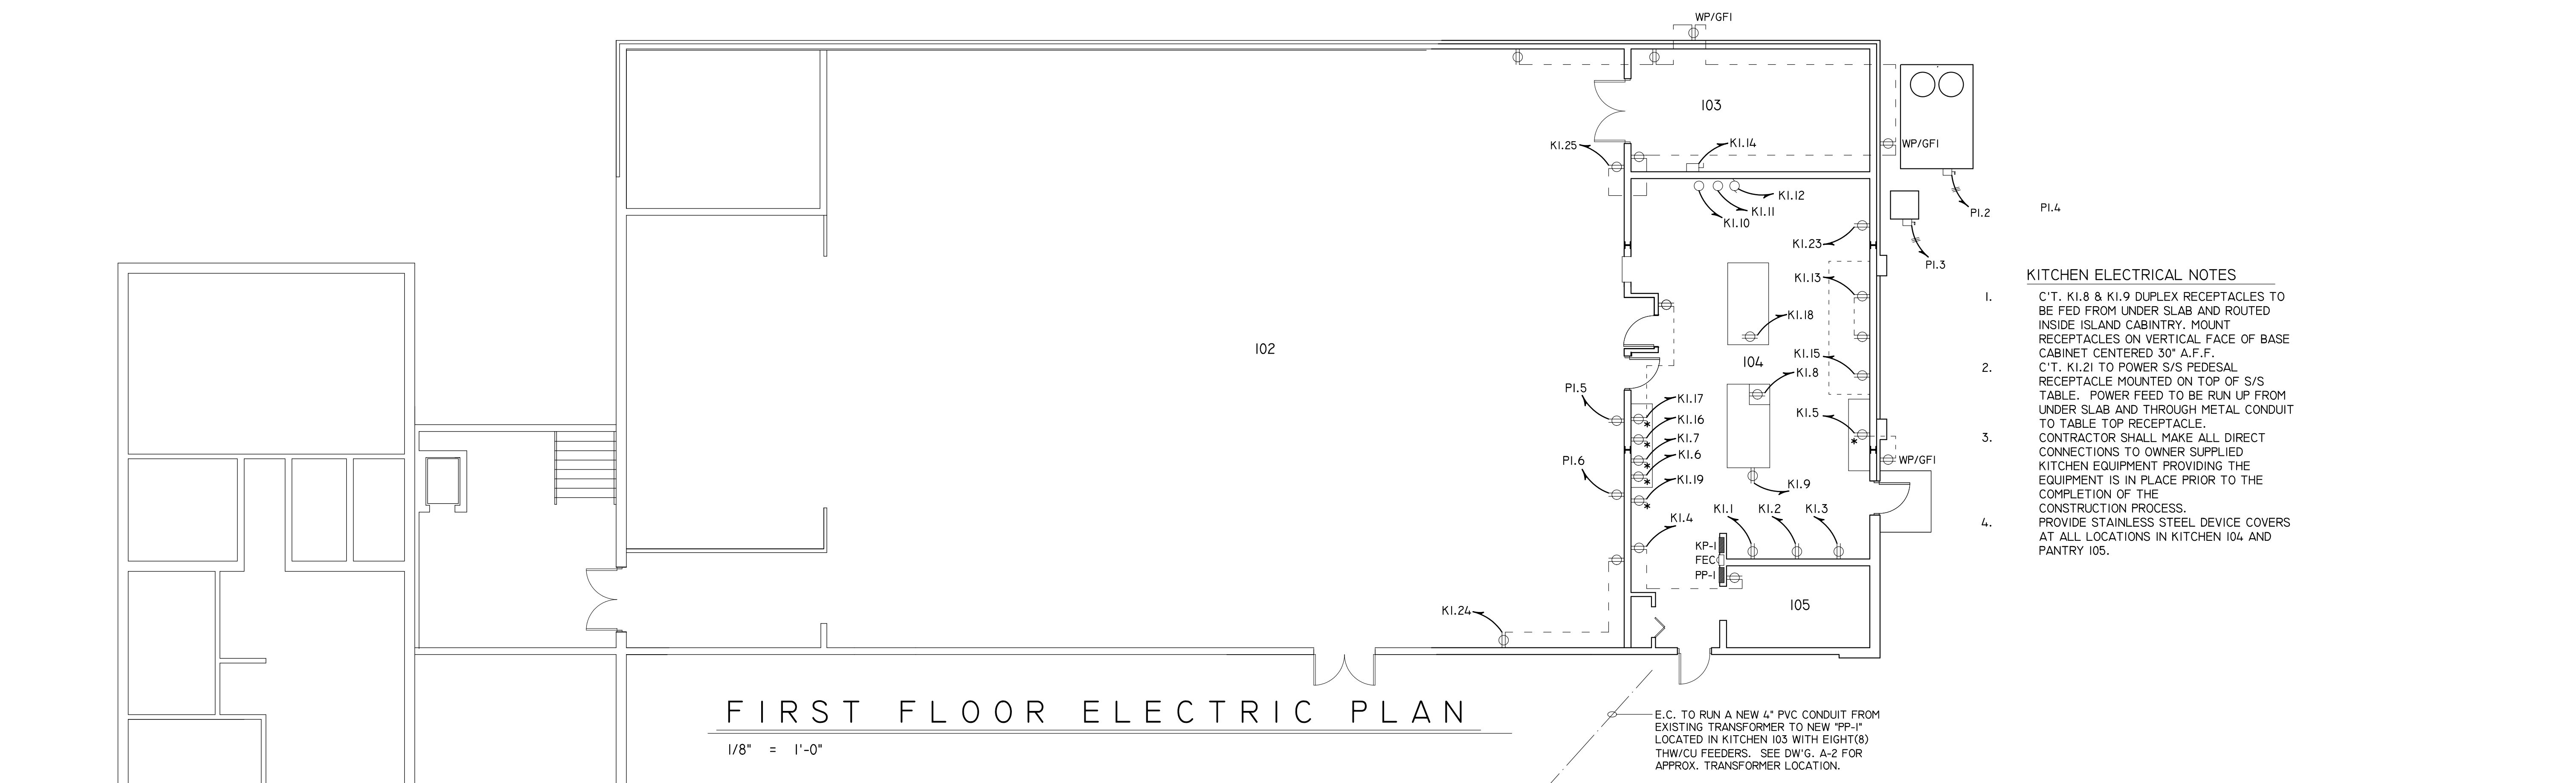 WP/GFI
103
K1.25
K1.14
WP/GFI
K1.12
K1.11
K1.10
P1.2
P1.4
K1.23
P1.3
K1.13
K1.18
102
K1.15
104
K1.8
P1.5
K1.17
K1.16
K1.5
K1.7
K1.6
P1.6
WP/GFI
K1.19
K1.9
K1.4
K1.1
K1.2
K1.3
KP-1
FEC
PP-1
105
K1.24
KITCHEN ELECTRICAL NOTES
1. C'T. K1.8 & K1.9 DUPLEX RECEPTACLES TO
BE FED FROM UNDER SLAB AND ROUTED
INSIDE ISLAND CABINTRY. MOUNT
RECEPTACLES ON VERTICAL FACE OF BASE
CABINET CENTERED 30" A.F.F.
2. C'T. K1.21 TO POWER S/S PEDESAL
RECEPTACLE MOUNTED ON TOP OF S/S
TABLE. POWER FEED TO BE RUN UP FROM
UNDER SLAB AND THROUGH METAL CONDUIT
TO TABLE TOP RECEPTACLE.
3. CONTRACTOR SHALL MAKE ALL DIRECT
CONNECTIONS TO OWNER SUPPLIED
KITCHEN EQUIPMENT PROVIDING THE
EQUIPMENT IS IN PLACE PRIOR TO THE
COMPLETION OF THE
CONSTRUCTION PROCESS.
4. PROVIDE STAINLESS STEEL DEVICE COVERS
AT ALL LOCATIONS IN KITCHEN 104 AND
PANTRY 105.
FIRST FLOOR ELECTRIC PLAN
1/8" = 1'-0"
E.C. TO RUN A NEW 4" PVC CONDUIT FROM
EXISTING TRANSFORMER TO NEW "PP-1"
LOCATED IN KITCHEN 103 WITH EIGHT(8)
THW/CU FEEDERS. SEE DW'G. A-2 FOR
APPROX. TRANSFORMER LOCATION.